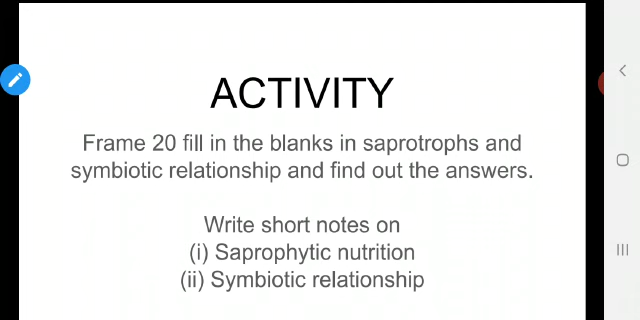 ACTIVITY
Frame 20 fill in the blanks in saprotrophs and
symbiotic relationship and find out the answers.
Write short notes on
(i) Saprophytic nutrition
(ii) Symbiotic relationship